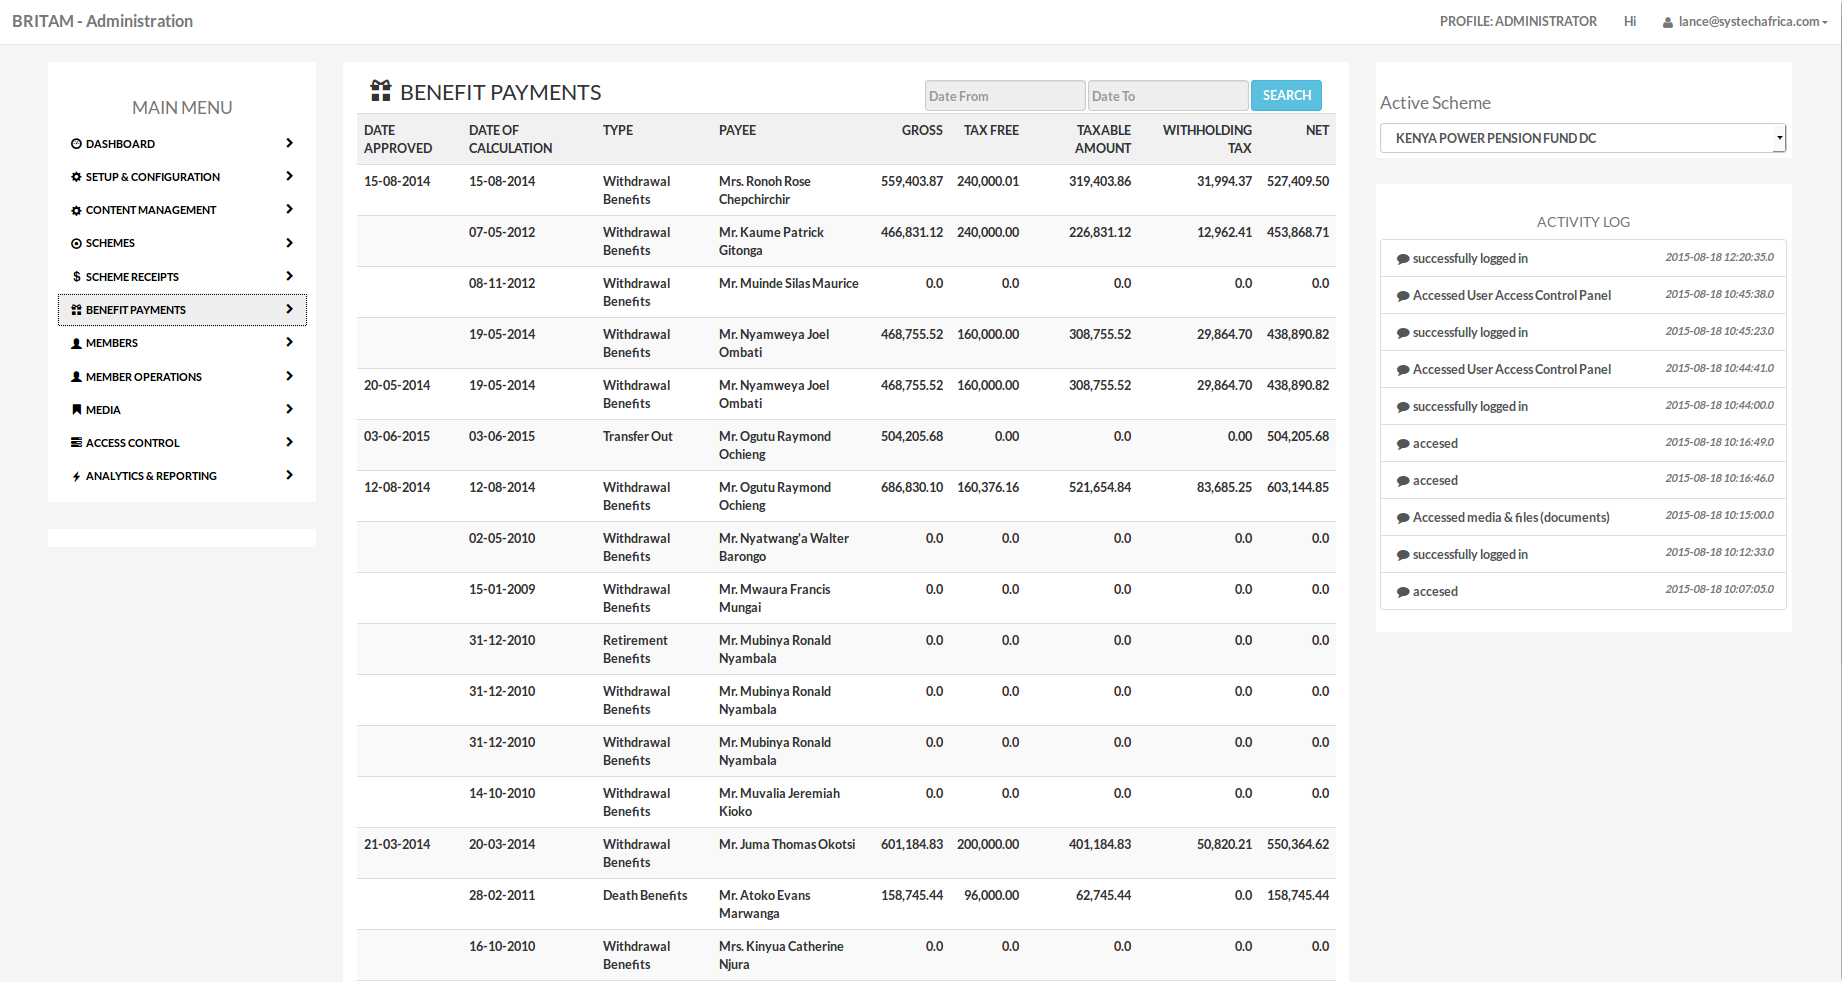 BRITAM - Administration
PROFILE: ADMINISTRATOR Hi lance@systechafrica.com
MAIN MENU
DASHBOARD
SETUP & CONFIGURATION
CONTENT MANAGEMENT
SCHEMES
SCHEME RECEIPTS
BENEFIT PAYMENTS
MEMBERS
MEMBER OPERATIONS
MEDIA
ACCESS CONTROL
ANALYTICS & REPORTING
BENEFIT PAYMENTS
Date From Date To SEARCH
DATE DATE OF TYPE PAYEE GROSS TAX FREE TAXABLE WITHHOLDING NET
APPROVED CALCULATION AMOUNT TAX
15-08-2014 15-08-2014 Withdrawal Mrs. Ronoh Rose 559,403.87 240,000.01 319,403.86 31,994.37 527,409.50
Benefits Chepchirchir
07-05-2012 Withdrawal Mr. Kaume Patrick 466,831.12 240,000.00 226,831.12 12,962.41 453,868.71
Benefits Gitonga
08-11-2012 Withdrawal Mr. Muinde Silas Maurice 0.0 0.0 0.0 0.0 0.0
Benefits
19-05-2014 Withdrawal Mr. Nyamweya Joel 468,755.52 160,000.00 308,755.52 29,864.70 438,890.82
Benefits Ombati
20-05-2014 19-05-2014 Withdrawal Mr. Nyamweya Joel 468,755.52 160,000.00 308,755.52 29,864.70 438,890.82
Benefits Ombati
03-06-2015 03-06-2015 Transfer Out Mr. Ogutu Raymond 504,205.68 0.00 0.0 0.00 504,205.68
Ochieng
12-08-2014 12-08-2014 Withdrawal Mr. Ogutu Raymond 686,830.10 160,376.16 521,654.84 83,685.25 603,144.85
Benefits Ochieng
02-05-2010 Withdrawal Mr. Nyatwang'a Walter 0.0 0.0 0.0 0.0 0.0
Benefits Barongo
15-01-2009 Withdrawal Mr. Mwaura Francis 0.0 0.0 0.0 0.0 0.0
Benefits Mungai
31-12-2010 Retirement Mr. Mubinya Ronald 0.0 0.0 0.0 0.0 0.0
Benefits Nyambala
31-12-2010 Withdrawal Mr. Mubinya Ronald 0.0 0.0 0.0 0.0 0.0
Benefits Nyambala
31-12-2010 Withdrawal Mr. Mubinya Ronald 0.0 0.0 0.0 0.0 0.0
Benefits Nyambala
14-10-2010 Withdrawal Mr. Muvalia Jeremiah 0.0 0.0 0.0 0.0 0.0
Benefits Kioko
21-03-2014 20-03-2014 Withdrawal Mr. Juma Thomas Okotsi 601,184.83 200,000.00 401,184.83 50,820.21 550,364.62
Benefits
28-02-2011 Death Benefits Mr. Atoko Evans 158,745.44 96,000.00 62,745.44 0.0 158,745.44
Marwanga
16-10-2010 Withdrawal Mrs. Kinyua Catherine 0.0 0.0 0.0 0.0 0.0
Benefits Njura
Active Scheme
KENYA POWER PENSION FUND DC
ACTIVITY LOG
successfully logged in 2015-08-18 12:20:35.0
Accessed User Access Control Panel 2015-08-18 10:45:38.0
successfully logged in 2015-08-18 10:45:23.0
Accessed User Access Control Panel 2015-08-18 10:44:41.0
successfully logged in 2015-08-18 10:44:00.0
accesed 2015-08-18 10:16:49.0
accesed 2015-08-18 10:16:46.0
Accessed media & files (documents) 2015-08-18 10:15:00.0
successfully logged in 2015-08-18 10:12:33.0
accesed 2015-08-18 10:07:05.0